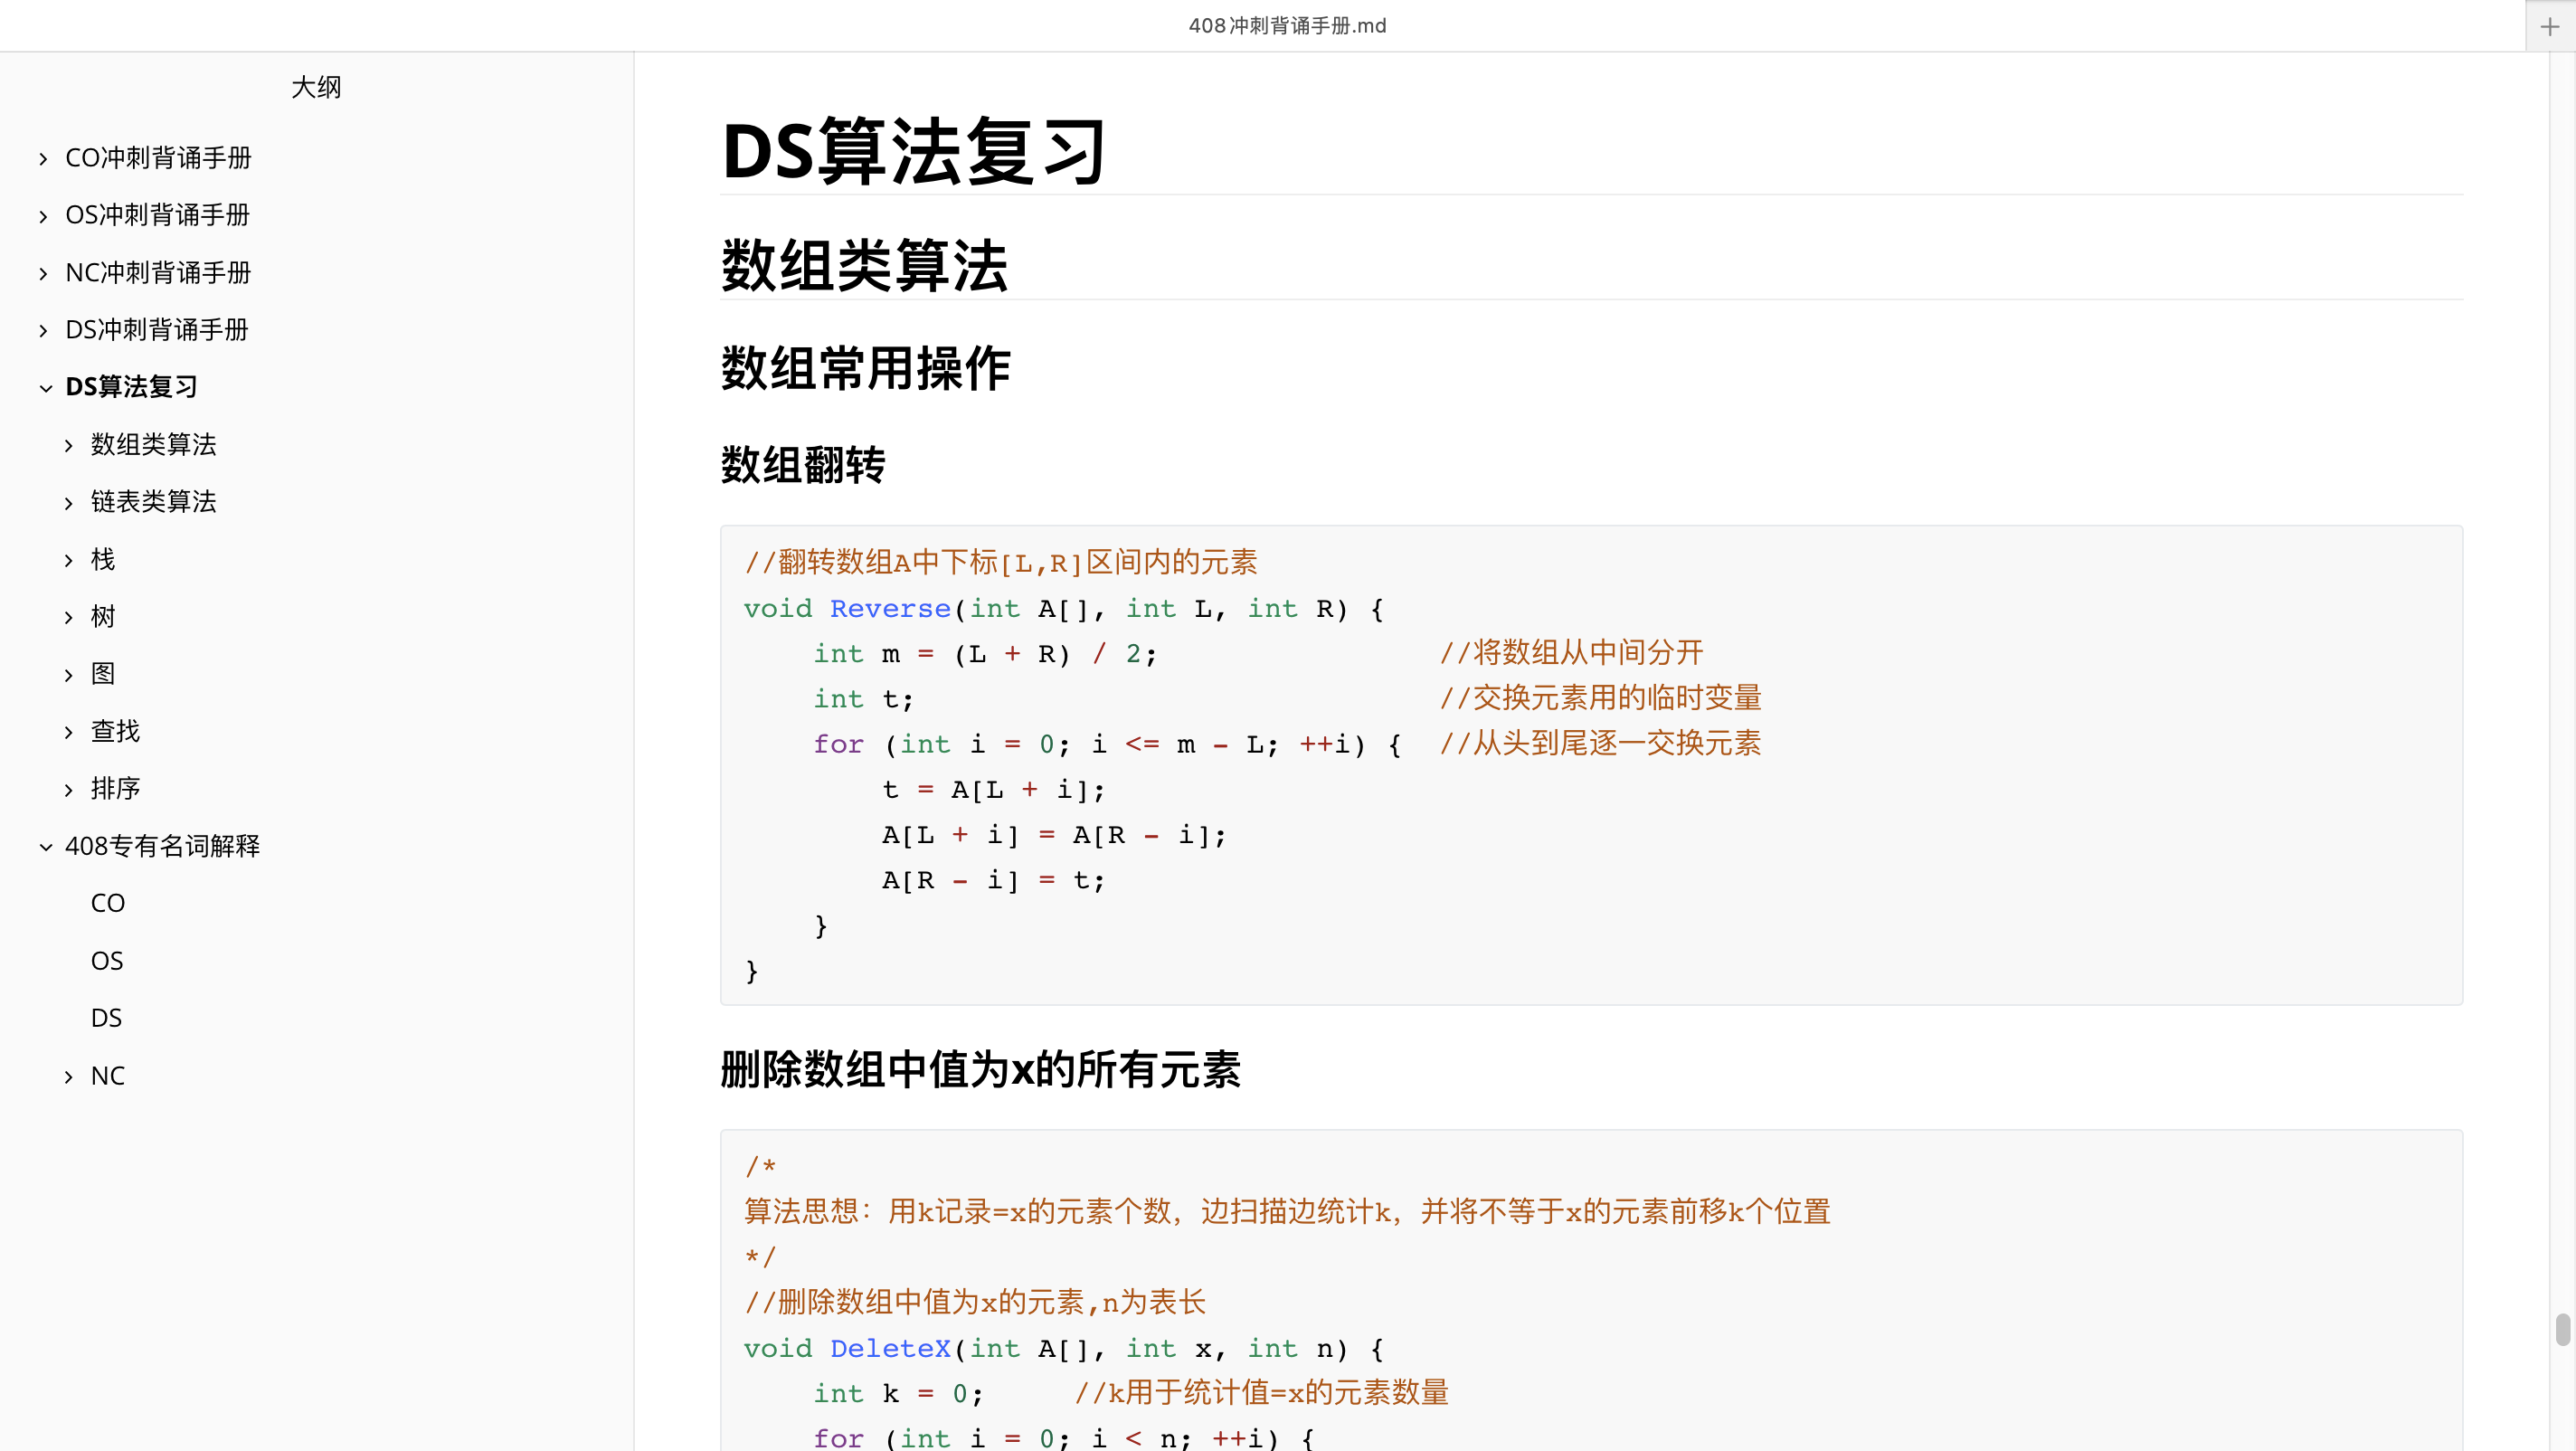 408冲刺背诵手册.md
大纲
CO冲刺背诵手册
OS冲刺背诵手册
NC冲刺背诵手册
DS冲刺背诵手册
DS算法复习
数组类算法
链表类算法
栈
树
图
查找
排序
408专有名词解释
CO
OS
DS
NC
DS算法复习
数组类算法
数组常用操作
数组翻转
//翻转数组A中下标[L,R]区间内的元素
void Reverse(int A[], int L, int R) {
    int m = (L + R) / 2;                //将数组从中间分开
    int t;                              //交换元素用的临时变量
    for (int i = 0; i <= m - L; ++i) {  //从头到尾逐一交换元素
        t = A[L + i];
        A[L + i] = A[R - i];
        A[R - i] = t;
    }
}
删除数组中值为x的所有元素
/*
算法思想：用k记录=x的元素个数，边扫描边统计k，并将不等于x的元素前移k个位置
*/
//删除数组中值为x的元素,n为表长
void DeleteX(int A[], int x, int n) {
    int k = 0;     //k用于统计值=x的元素数量
    for (int i = 0; i < n; ++i) {